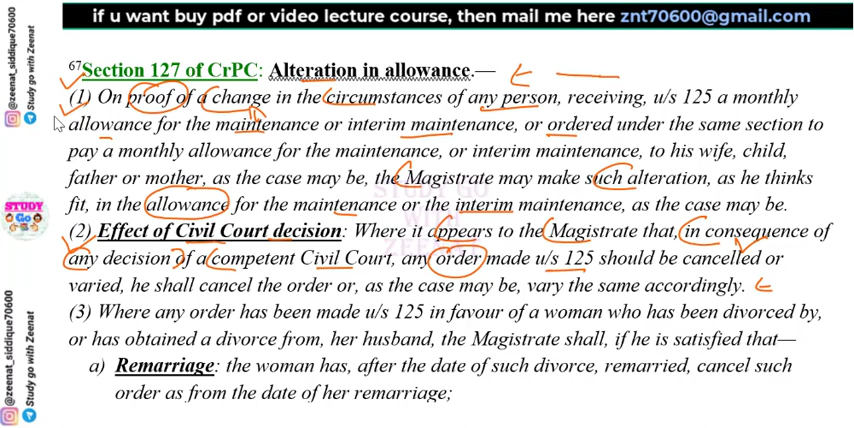 if u want buy pdf or video lecture course, then mail me here znt70600@gmail.com
67Section 127 of CrPC: Alteration in allowance.—
(1) On proof of a change in the circumstances of any person, receiving, u/s 125 a monthly
allowance for the maintenance or interim maintenance, or ordered under the same section to
pay a monthly allowance for the maintenance, or interim maintenance, to his wife, child,
father or mother, as the case may be, the Magistrate may make such alteration, as he thinks
fit, in the allowance for the maintenance or the interim maintenance, as the case may be.
(2) Effect of Civil Court decision: Where it appears to the Magistrate that, in consequence of
any decision of a competent Civil Court, any order made u/s 125 should be cancelled or
varied, he shall cancel the order or, as the case may be, vary the same accordingly.
(3) Where any order has been made u/s 125 in favour of a woman who has been divorced by,
or has obtained a divorce from, her husband, the Magistrate shall, if he is satisfied that—
a) Remarriage: the woman has, after the date of such divorce, remarried, cancel such
order as from the date of her remarriage;
@zeenat_siddique70600
Study go with Zeenat
STUDY
Go
@zeenat_siddique70600
Study go with Zeenat
STUDY GO
WITH
ZEENAT